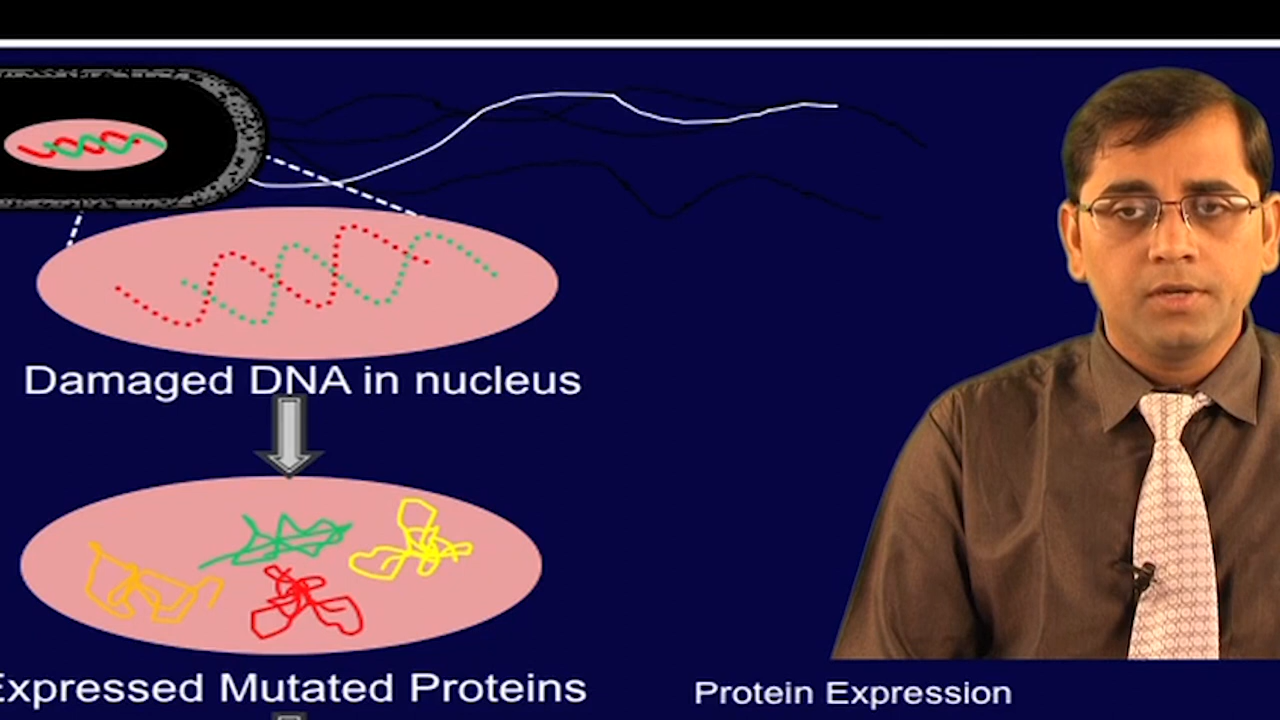 Damaged DNA in nucleus
Expressed Mutated Proteins
Protein Expression